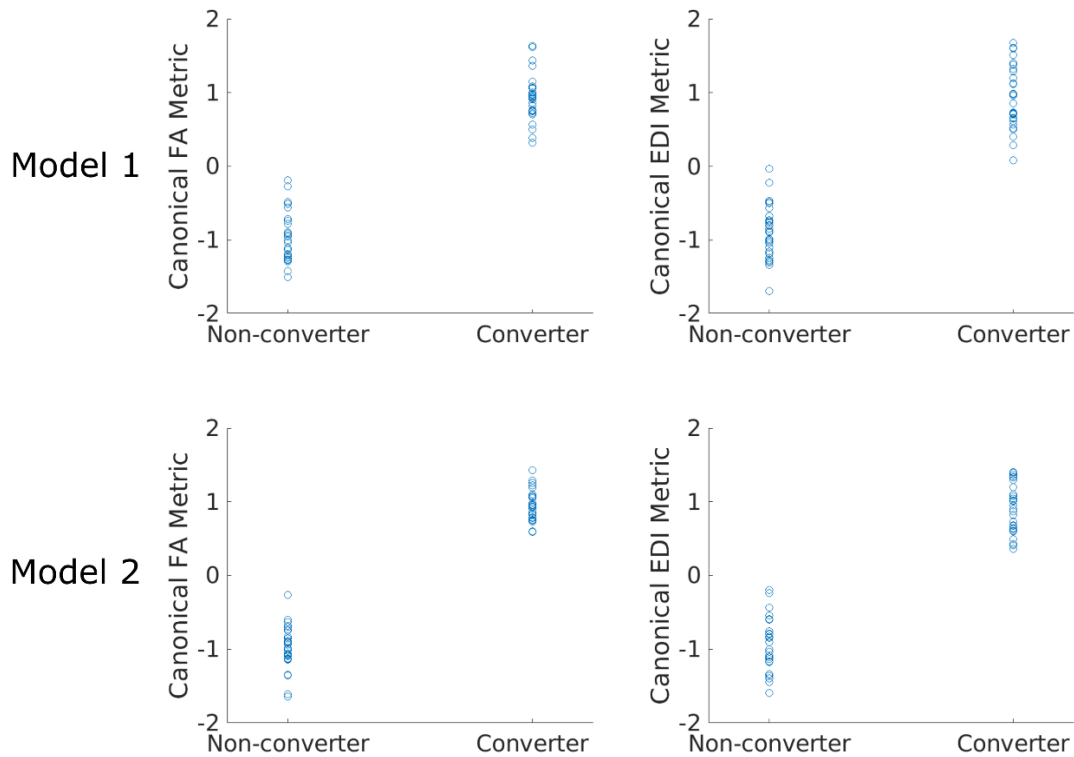 Model 1
Canonical FA Metric
2
1
0
-1
-2
Non-converter Converter
Canonical EDI Metric
2
1
0
-1
-2
Non-converter Converter
Model 2
Canonical FA Metric
2
1
0
-1
-2
Non-converter Converter
Canonical EDI Metric
2
1
0
-1
-2
Non-converter Converter